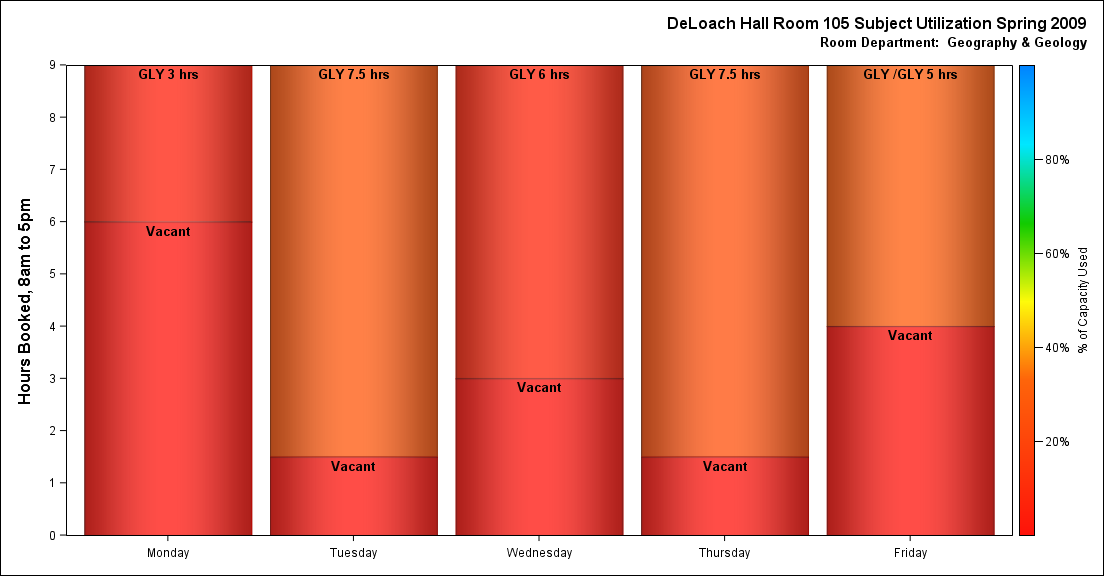 DeLoach Hall Room 105 Subject Utilization Spring 2009
Room Department:  Geography & Geology
Hours Booked, 8am to 5pm
9
8
7
6
5
4
3
2
1
0
GLY 3 hrs
Vacant
GLY 7.5 hrs
Vacant
GLY 6 hrs
Vacant
GLY 7.5 hrs
Vacant
GLY /GLY 5 hrs
Vacant
Monday
Tuesday
Wednesday
Thursday
Friday
80%
60%
40%
20%
% of Capacity Used